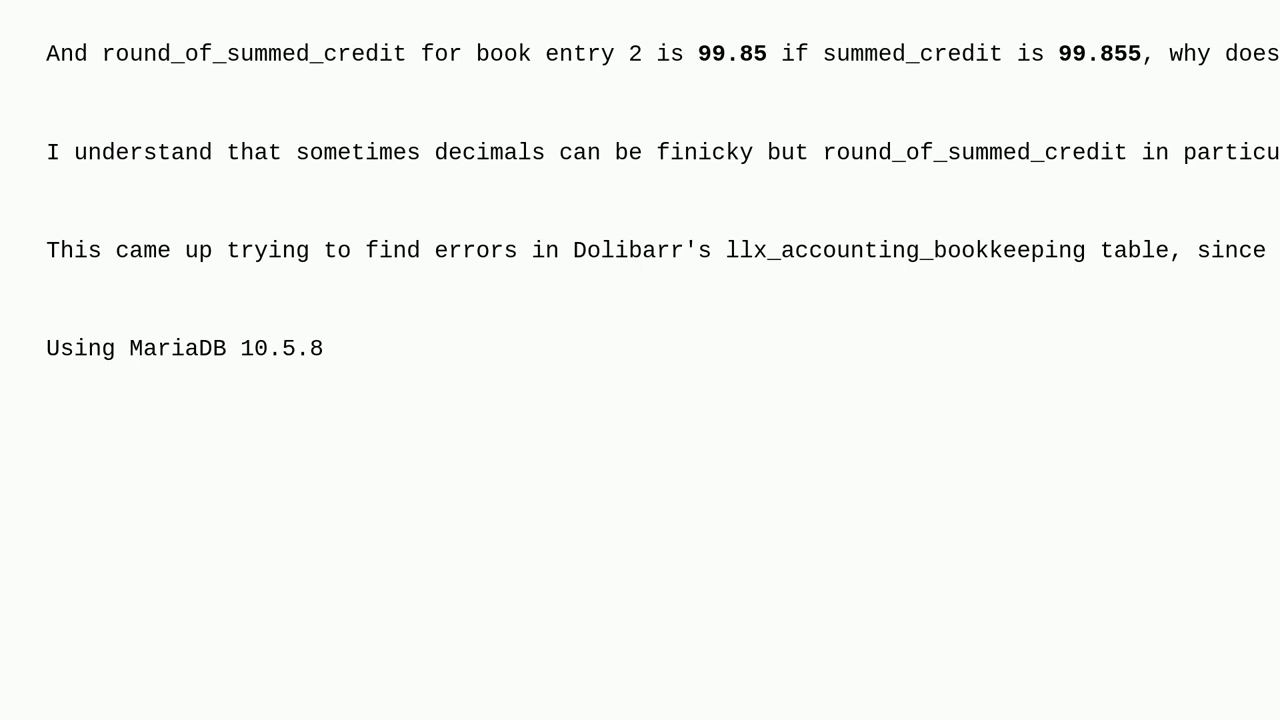 And round_of_summed_credit for book entry 2 is 99.85 if summed_credit is 99.855, why does
I understand that sometimes decimals can be finicky but round_of_summed_credit in particu
This came up trying to find errors in Dolibarr's llx_accounting_bookkeeping table, since
Using MariaDB 10.5.8